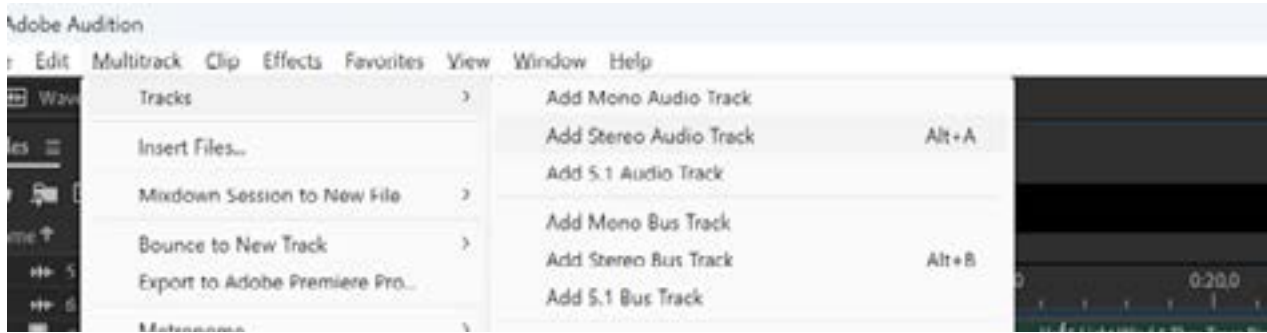 Adobe Audition
Edit Multitrack Clip Effects Favorites View Window Help
Tracks
Insert Files...
Mixdown Session to New File
Bounce to New Track
Export to Adobe Premiere Pro...
Metronome
Add Mono Audio Track
Add Stereo Audio Track Alt+A
Add 5.1 Audio Track
Add Mono Bus Track
Add Stereo Bus Track Alt+B
Add 5.1 Bus Track
0:20.0